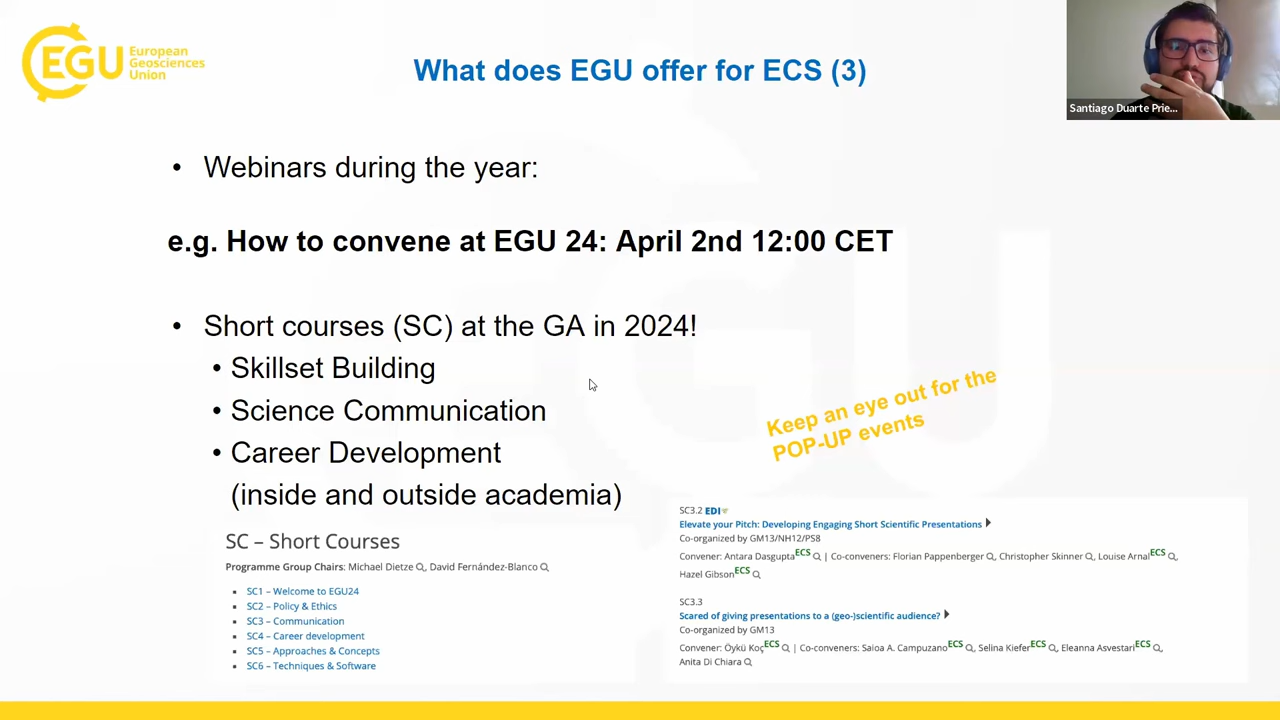 EGU European
Geosciences
Union
What does EGU offer for ECS (3)
Santiago Duarte Prie...
• Webinars during the year:
e.g. How to convene at EGU 24: April 2nd 12:00 CET
• Short courses (SC) at the GA in 2024!
• Skillset Building
• Science Communication
• Career Development
(inside and outside academia)
Keep an eye out for the
POP-UP events
SC – Short Courses
Programme Group Chairs: Michael Dietze, David Fernández-Blanco
SC1 – Welcome to EGU24
SC2 – Policy & Ethics
SC3 – Communication
SC4 – Career development
SC5 – Approaches & Concepts
SC6 – Techniques & Software
SC3.2 EDI
Elevate your Pitch: Developing Engaging Short Scientific Presentations
Co-organized by GM13/NH12/PS8
Convener: Antara Dasgupta ECS | Co-conveners: Florian Pappenberger, Christopher Skinner, Louise Arnal ECS,
Hazel Gibson ECS
SC3.3
Scared of giving presentations to a (geo-)scientific audience?
Co-organized by GM13
Convener: Öykü Koç ECS | Co-conveners: Saioa A. Campuzano ECS, Selina Kiefer ECS, Eleanna Asvestari ECS,
Anita Di Chiara